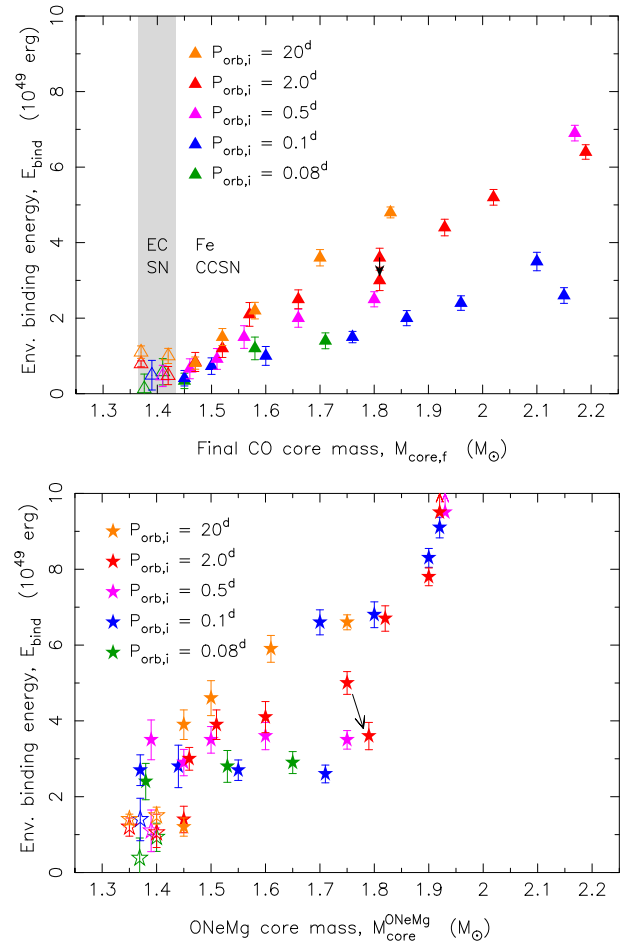 10
8
6
4
2
0
Env. binding energy, E_bind (10^49 erg)
P_orb,i = 20^d
P_orb,i = 2.0^d
P_orb,i = 0.5^d
P_orb,i = 0.1^d
P_orb,i = 0.08^d
EC Fe
SN CCSN
1.3 1.4 1.5 1.6 1.7 1.8 1.9 2 2.1 2.2
Final CO core mass, M_core,f (M_⊙)
10
8
6
4
2
0
Env. binding energy, E_bind (10^49 erg)
P_orb,i = 20^d
P_orb,i = 2.0^d
P_orb,i = 0.5^d
P_orb,i = 0.1^d
P_orb,i = 0.08^d
1.3 1.4 1.5 1.6 1.7 1.8 1.9 2 2.1 2.2
ONeMg core mass, M_core^ONeMg (M_⊙)